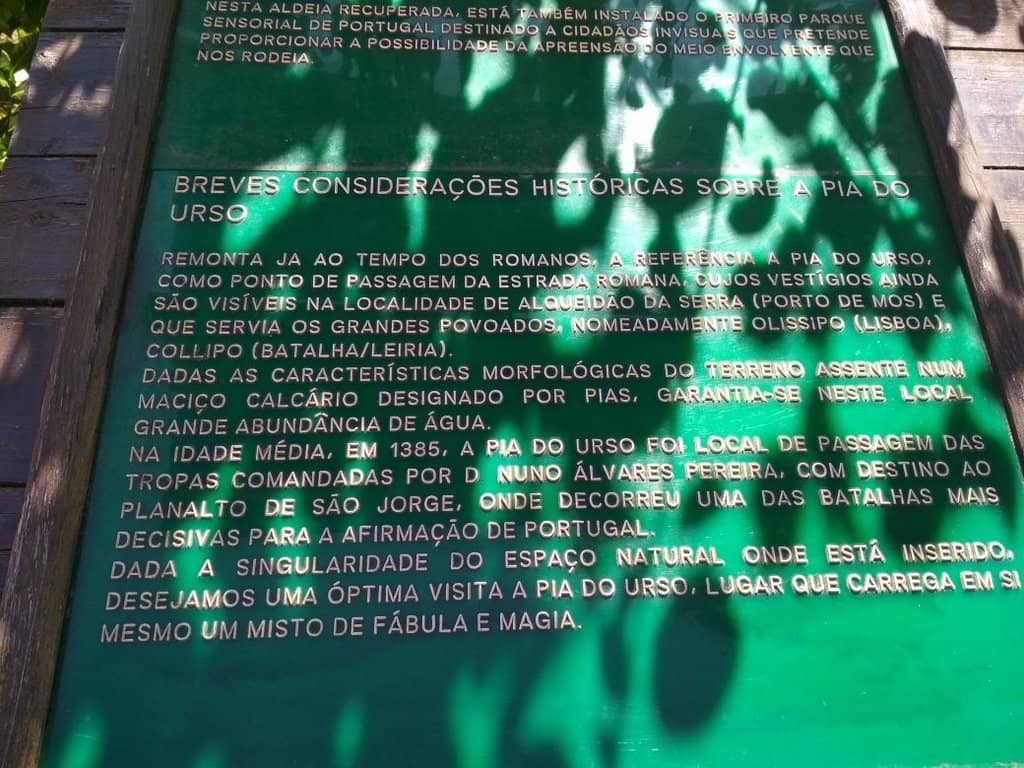 NESTA ALDEIA RECUPERADA, ESTÁ TAMBÉM INSTALADO O PRIMEIRO PARQUE
SENSORIAL DE PORTUGAL DESTINADO A CIDADÃOS INVISUAIS QUE PRETENDE
PROPORCIONAR A POSSIBILIDADE DA APREENSÃO DO MEIO ENVOLVENTE QUE
NOS RODEIA.
BREVES CONSIDERAÇÕES HISTÓRICAS SOBRE A PIA DO
URSO
REMONTA JA AO TEMPO DOS ROMANOS, A REFERÊNCIA A PIA DO URSO,
COMO PONTO DE PASSAGEM DA ESTRADA ROMANA, CUJOS VESTÍGIOS AINDA
SÃO VISÍVEIS NA LOCALIDADE DE ALQUEIDÃO DA SERRA (PORTO DE MOS) E
QUE SERVIA OS GRANDES POVOADOS, NOMEADAMENTE OLISSIPO (LISBOA),
COLLIPO (BATALHA/LEIRIA).
DADAS AS CARACTERÍSTICAS MORFOLÓGICAS DO TERRENO ASSENTE NUM
MACIÇO CALCÁRIO DESIGNADO POR PIAS, GARANTIA-SE NESTE LOCAL
GRANDE ABUNDÂNCIA DE ÁGUA.
NA IDADE MÉDIA, EM 1385, A PIA DO URSO FOI LOCAL DE PASSAGEM DAS
TROPAS COMANDADAS POR D NUNO ÁLVARES PEREIRA, COM DESTINO AO
PLANALTO DE SÃO JORGE, ONDE DECORREU UMA DAS BATALHAS MAIS
DECISIVAS PARA A AFIRMAÇÃO DE PORTUGAL.
DADA A SINGULARIDADE DO ESPAÇO NATURAL ONDE ESTÁ INSERIDO,
DESEJAMOS UMA ÓPTIMA VISITA A PIA DO URSO, LUGAR QUE CARREGA EM SI
MESMO UM MISTO DE FÁBULA E MAGIA.